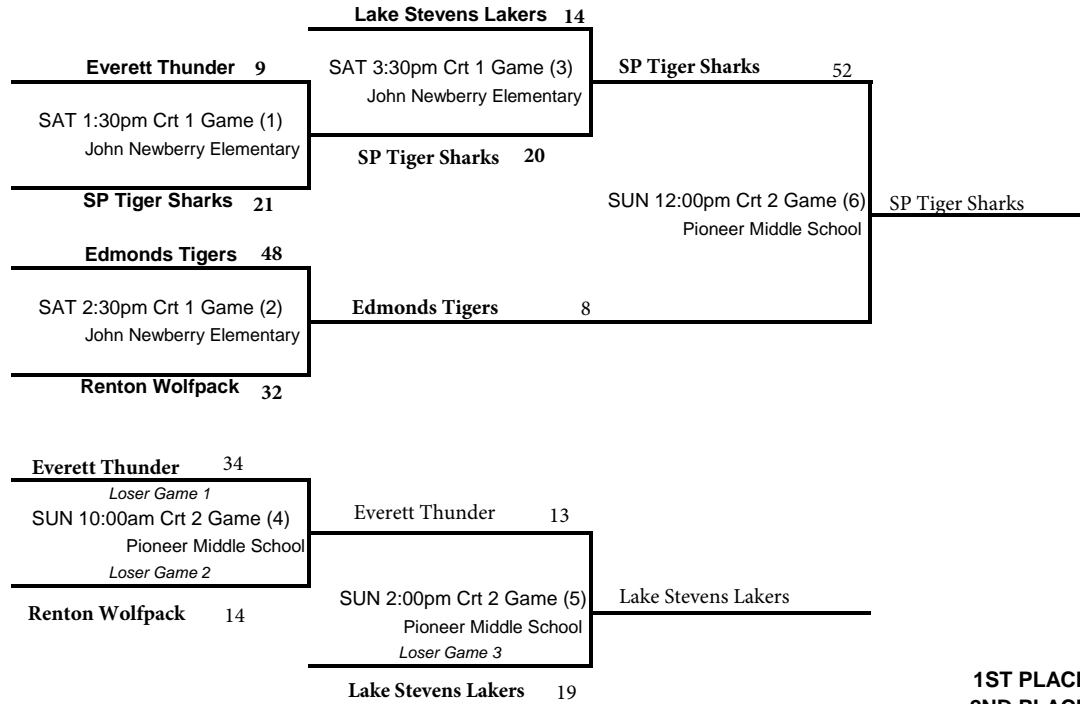 Lake Stevens Lakers 14
Everett Thunder 9
SAT 3:30pm Crt 1 Game (3)
John Newberry Elementary
SP Tiger Sharks 52
SAT 1:30pm Crt 1 Game (1)
John Newberry Elementary
SP Tiger Sharks 20
SP Tiger Sharks 21
SUN 12:00pm Crt 2 Game (6)
Pioneer Middle School
SP Tiger Sharks
Edmonds Tigers 48
SAT 2:30pm Crt 1 Game (2)
John Newberry Elementary
Edmonds Tigers 8
Renton Wolfpack 32
Everett Thunder 34
Loser Game 1
SUN 10:00am Crt 2 Game (4)
Pioneer Middle School
Loser Game 2
Everett Thunder 13
Renton Wolfpack 14
SUN 2:00pm Crt 2 Game (5)
Pioneer Middle School
Loser Game 3
Lake Stevens Lakers
Lake Stevens Lakers 19
1ST PLAC
2ND PLAC